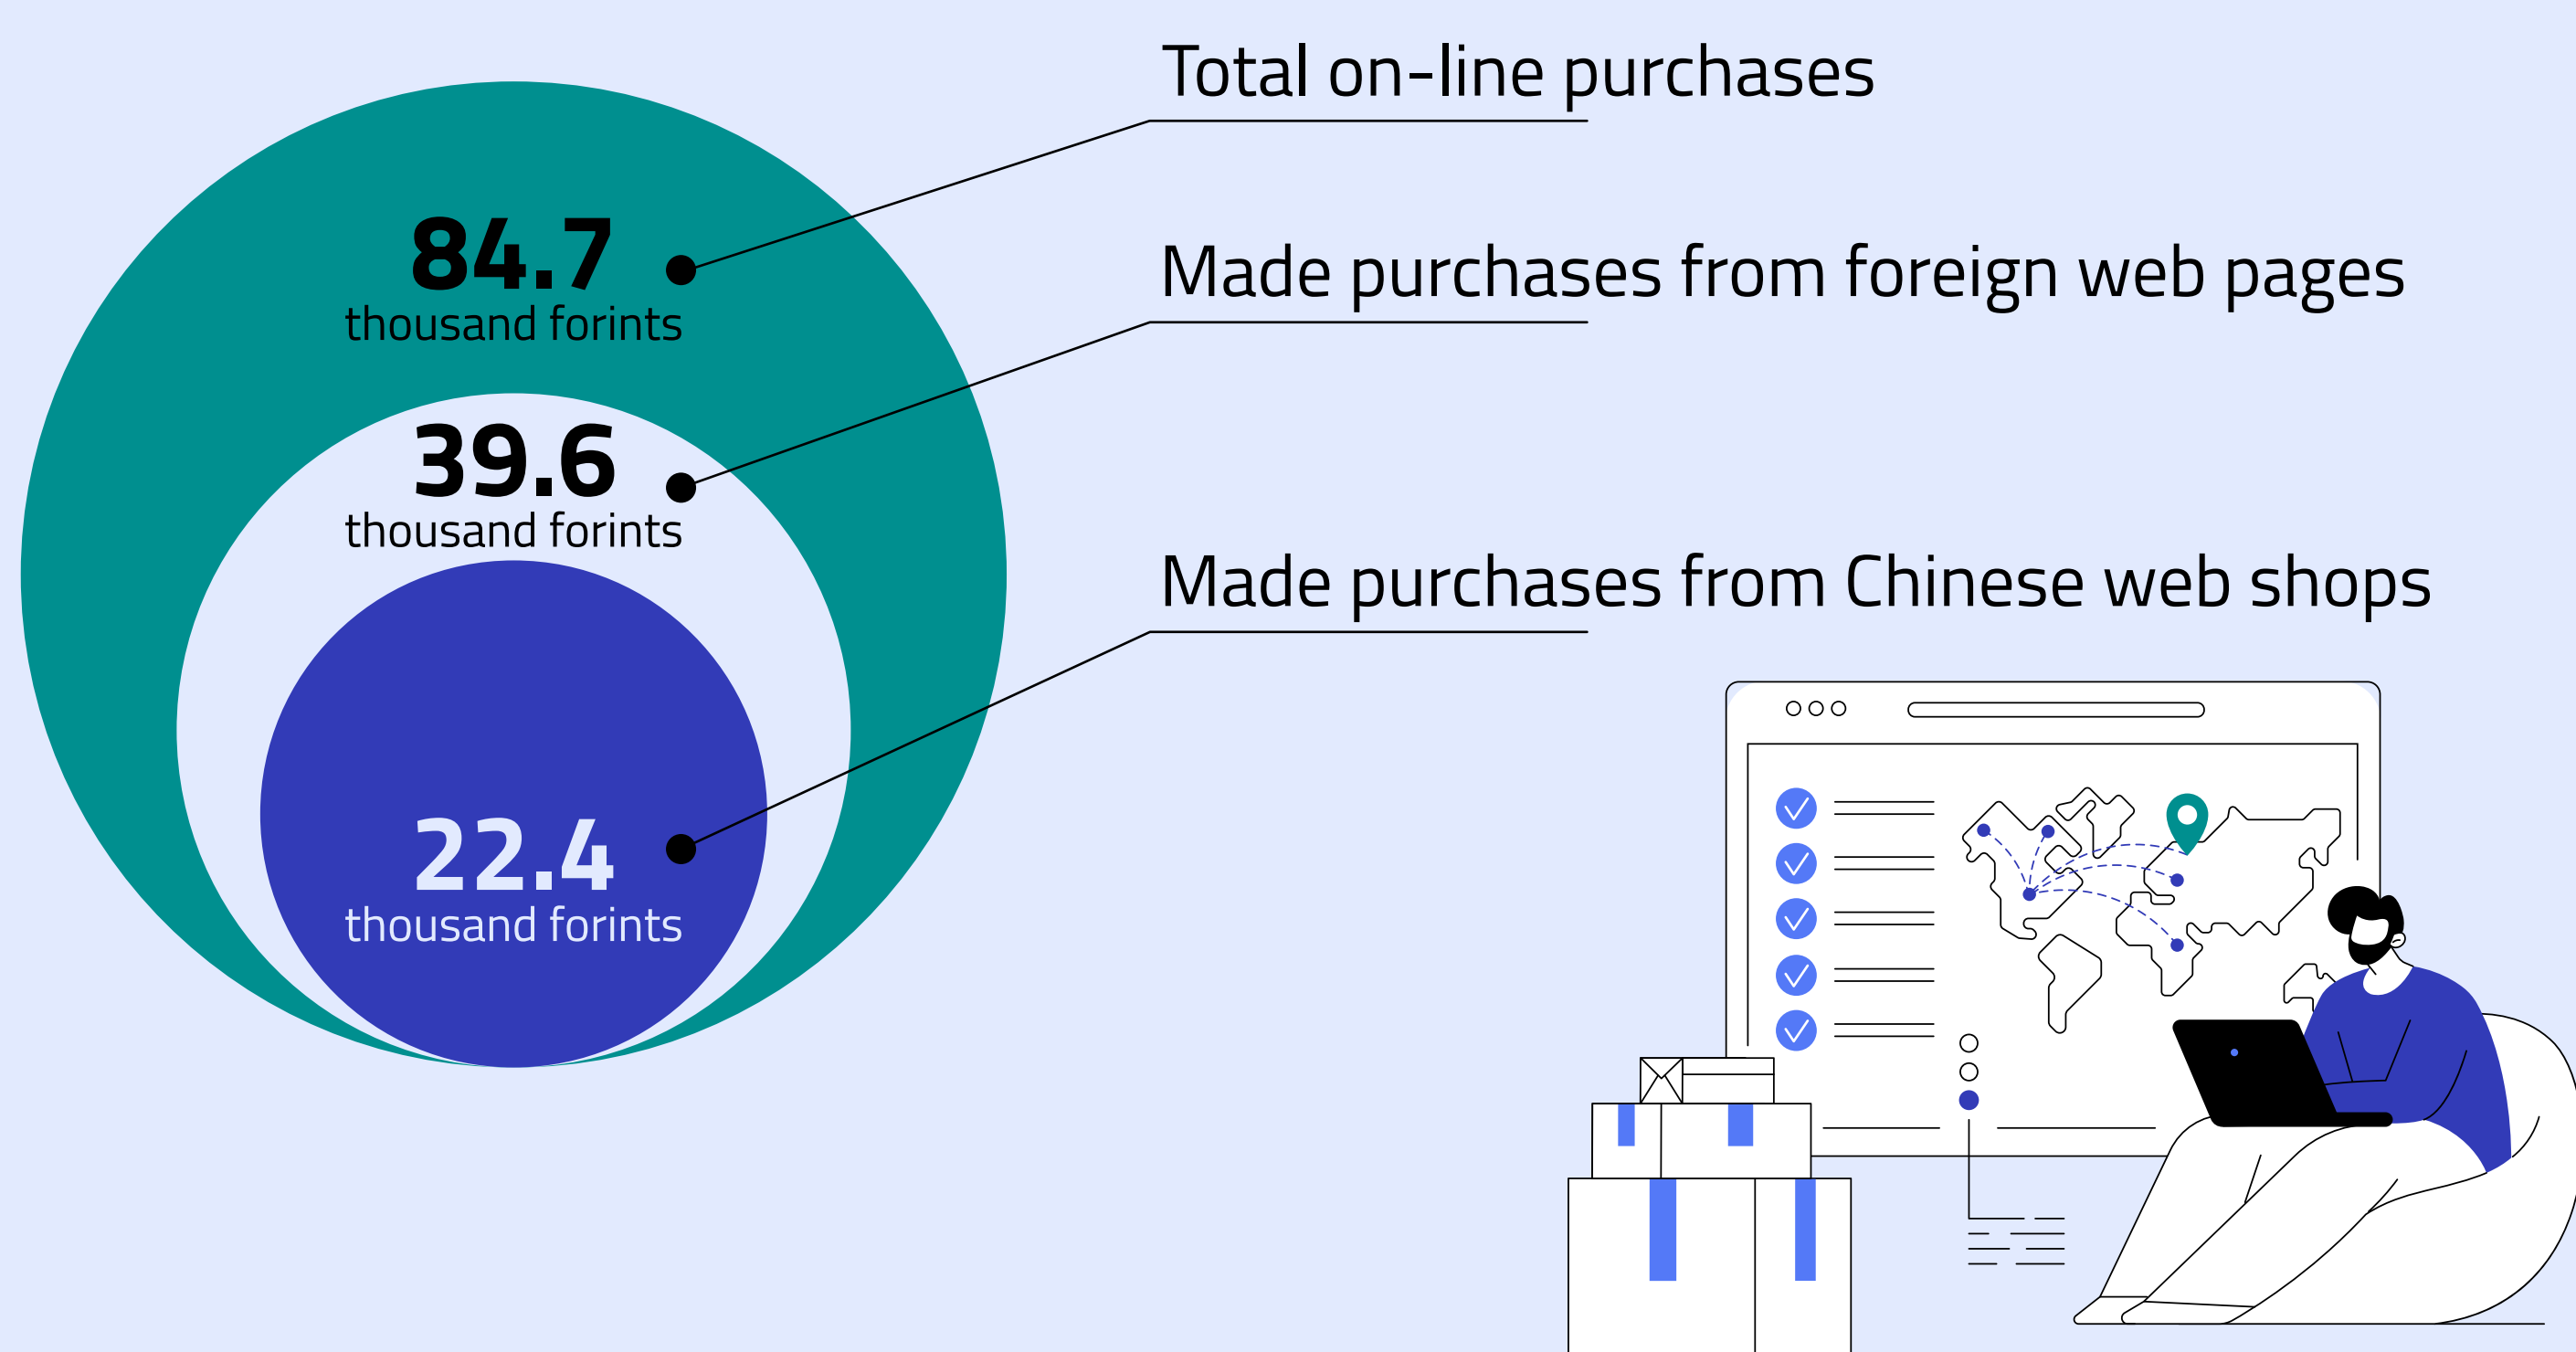 Total on-line purchases
84.7
thousand forints
Made purchases from foreign web pages
39.6
thousand forints
Made purchases from Chinese web shops
22.4
thousand forints